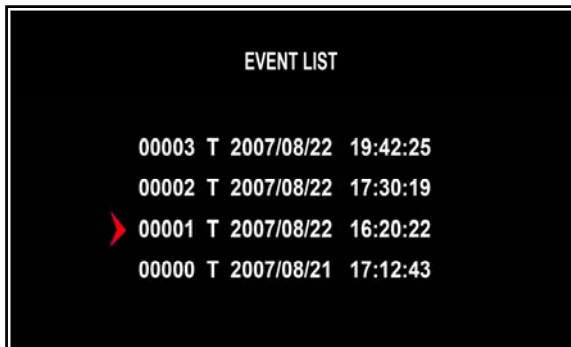 EVENT LIST
00003 T 2007/08/22 19:42:25
00002 T 2007/08/22 17:30:19
00001 T 2007/08/22 16:20:22
00000 T 2007/08/21 17:12:43